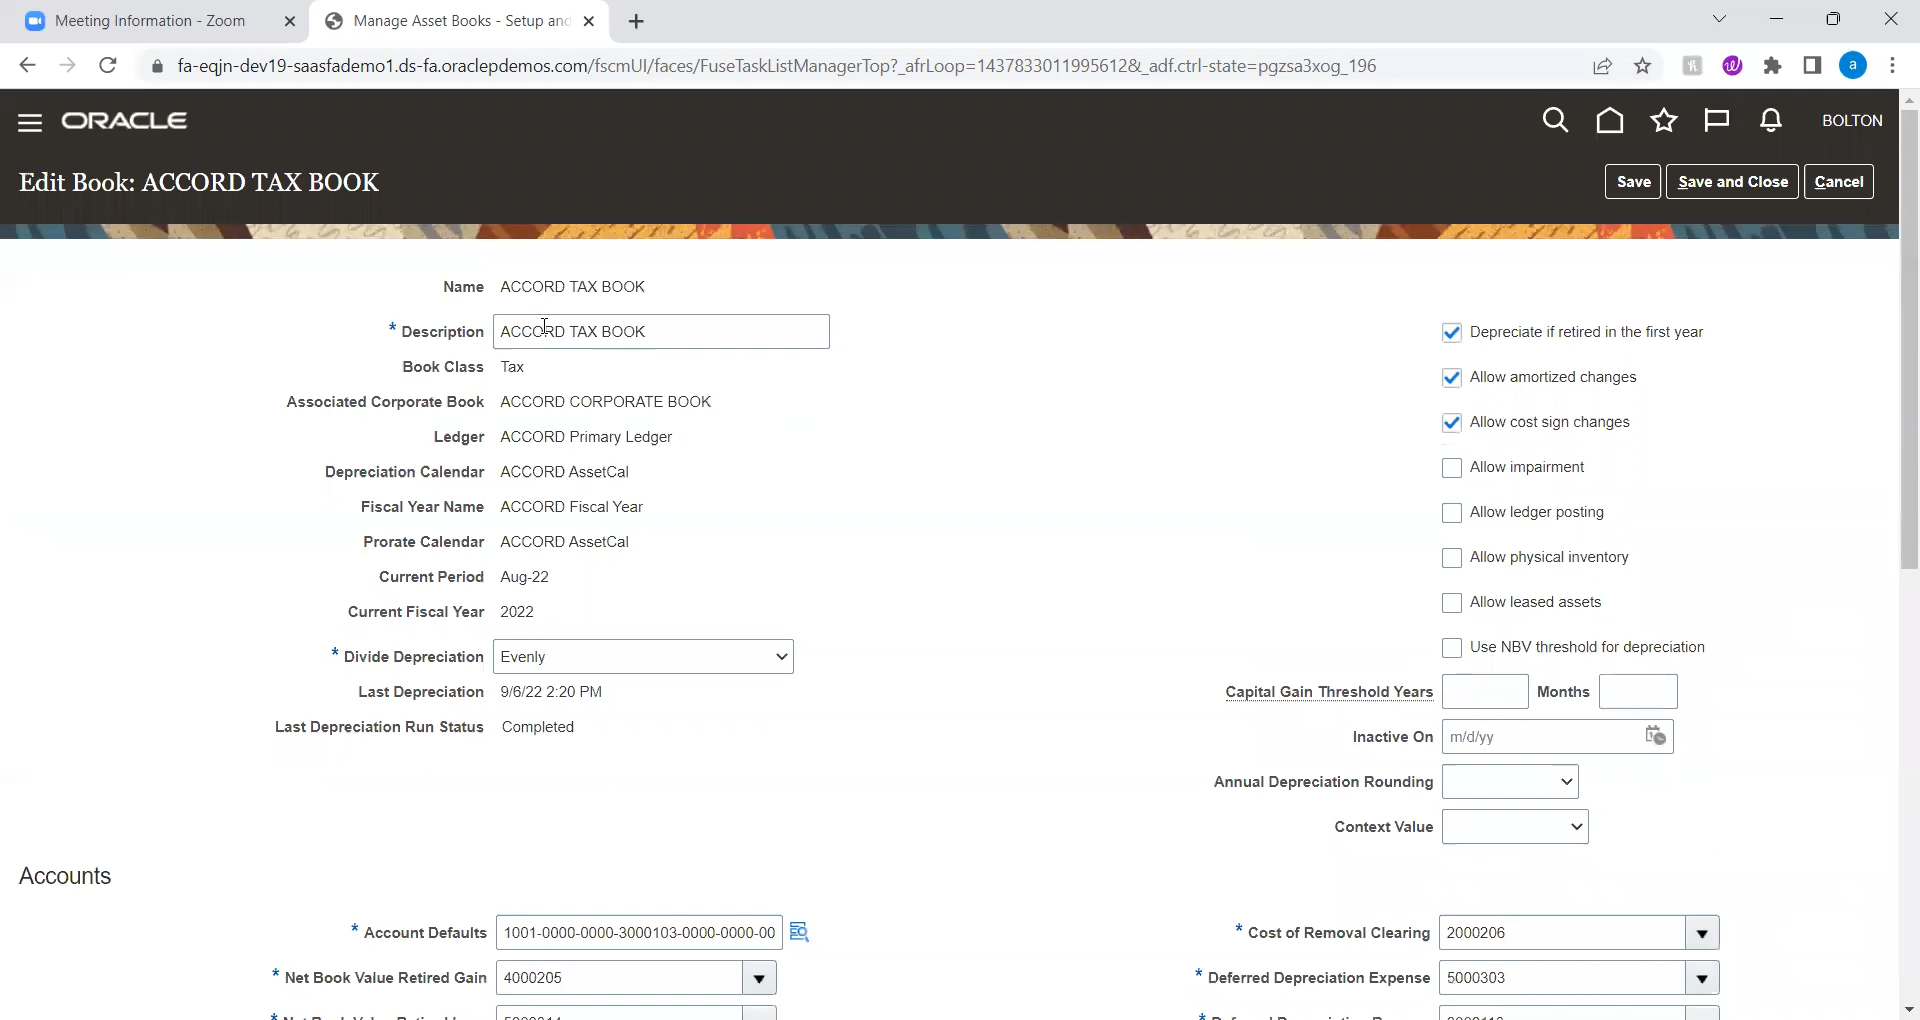 Meeting Information - Zoom
Manage Asset Books - Setup and
fa-eqjn-dev19-saasfademo1.ds-fa.oraclepdemos.com/fscmUI/faces/FuseTaskListManagerTop?_afrLoop=14378330119956128&_adf.ctrl-state=pgzsa3xog_196
a
ORACLE
BOLTON
Edit Book: ACCORD TAX BOOK
Save Save and Close Cancel
Name ACCORD TAX BOOK
* Description ACCORD TAX BOOK
Depreciate if retired in the first year
Book Class Tax
Allow amortized changes
Associated Corporate Book ACCORD CORPORATE BOOK
Allow cost sign changes
Ledger ACCORD Primary Ledger
Depreciation Calendar ACCORD AssetCal
Allow impairment
Fiscal Year Name ACCORD Fiscal Year
Allow ledger posting
Prorate Calendar ACCORD AssetCal
Allow physical inventory
Current Period Aug-22
Current Fiscal Year 2022
Allow leased assets
* Divide Depreciation Evenly
Use NBV threshold for depreciation
Last Depreciation 9/6/22 2:20 PM
Capital Gain Threshold Years Months
Last Depreciation Run Status Completed
Inactive On m/d/yy
Annual Depreciation Rounding
Context Value
Accounts
* Account Defaults 1001-0000-0000-3000103-0000-0000-00
* Cost of Removal Clearing 2000206
* Net Book Value Retired Gain 4000205
* Deferred Depreciation Expense 5000303